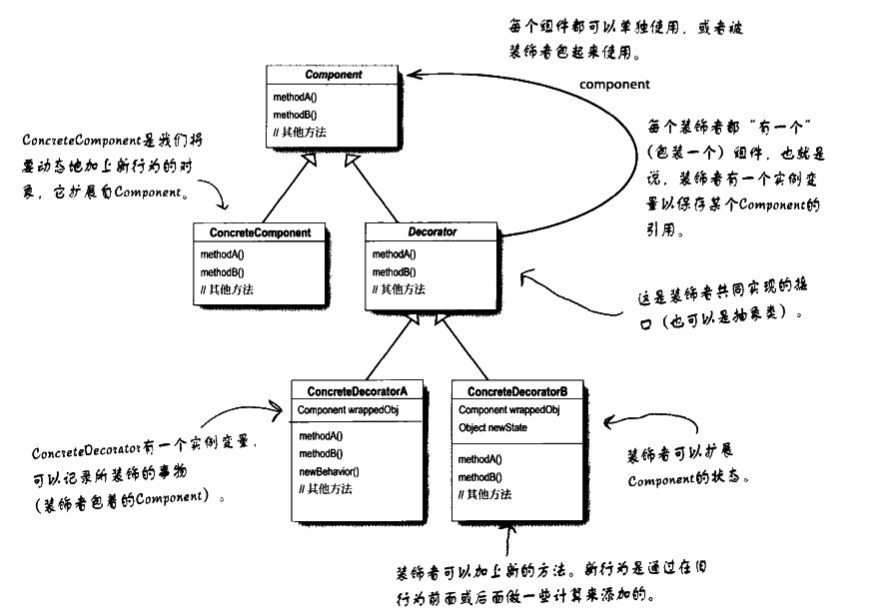 每个组件都可以单独使用，或者被
装饰者包起来使用。
Component
methodA()
methodB()
// 其他方法
component
ConcreteComponent是我们将
要动态地加上新行为的对
象，它扩展自Component。
每个装饰者都“有一个”
（包装一个）组件，也就是
说，装饰者有一个实例变
量以保存某个Component的
引用。
ConcreteComponent
methodA()
methodB()
// 其他方法
Decorator
methodA()
methodB()
// 其他方法
这是装饰者共同实现的接
口（也可以是抽象类）。
ConcreteDecoratorA
Component wrappedObj
methodA()
methodB()
newBehavior()
// 其他方法
ConcreteDecoratorB
Component wrappedObj
Object newState
methodA()
methodB()
// 其他方法
ConcreteDecorator有一个实例变量，
可以记录所装饰的事物
（装饰者包着的Component）。
装饰者可以扩展
Component的状态。
装饰者可以加上新的方法。新行为是通过在旧
行为前面或后面做一些计算来添加的。